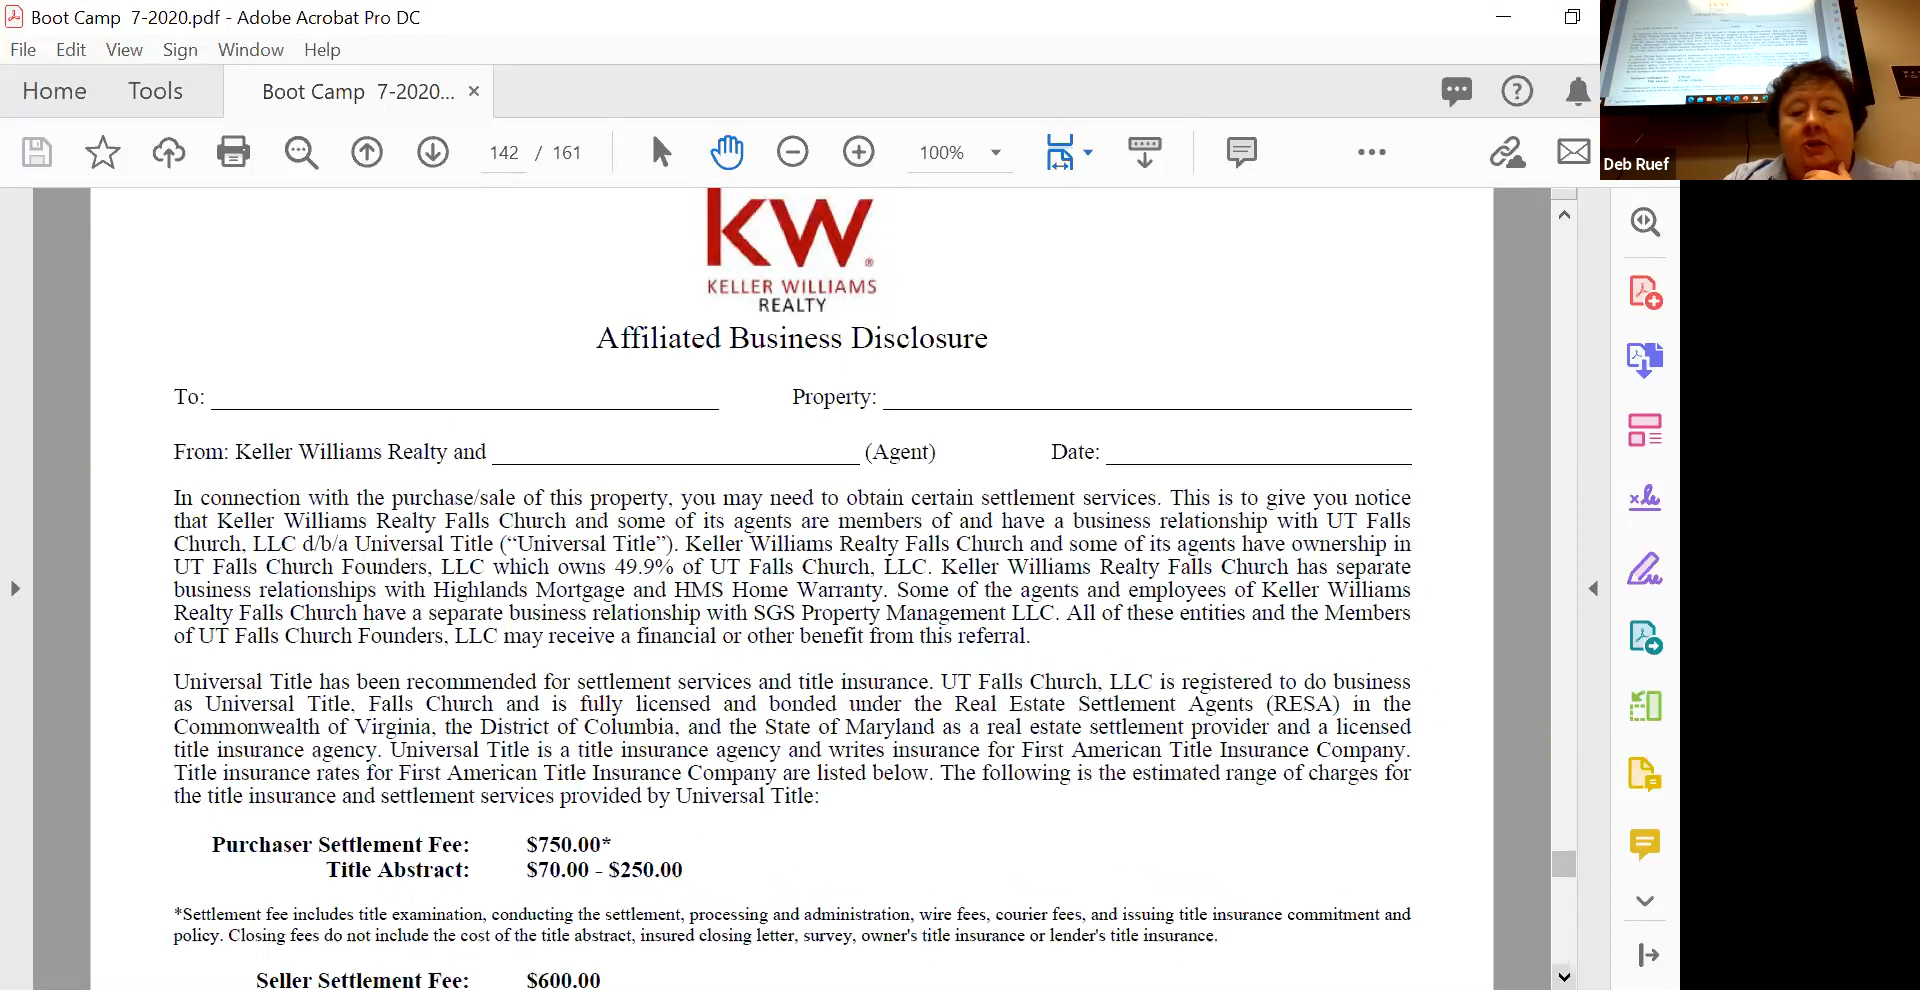 Boot Camp 7-2020.pdf - Adobe Acrobat Pro DC
File Edit View Sign Window Help
Home Tools Boot Camp 7-2020... ×
142 / 161 100%
Deb Ruef
kw®
KELLER WILLIAMS
REALTY
Affiliated Business Disclosure
To: Property:
From: Keller Williams Realty and (Agent) Date:
In connection with the purchase/sale of this property, you may need to obtain certain settlement services. This is to give you notice
that Keller Williams Realty Falls Church and some of its agents are members of and have a business relationship with UT Falls
Church, LLC d/b/a Universal Title (“Universal Title”). Keller Williams Realty Falls Church and some of its agents have ownership in
UT Falls Church Founders, LLC which owns 49.9% of UT Falls Church, LLC. Keller Williams Realty Falls Church has separate
business relationships with Highlands Mortgage and HMS Home Warranty. Some of the agents and employees of Keller Williams
Realty Falls Church have a separate business relationship with SGS Property Management LLC. All of these entities and the Members
of UT Falls Church Founders, LLC may receive a financial or other benefit from this referral.
Universal Title has been recommended for settlement services and title insurance. UT Falls Church, LLC is registered to do business
as Universal Title, Falls Church and is fully licensed and bonded under the Real Estate Settlement Agents (RESA) in the
Commonwealth of Virginia, the District of Columbia, and the State of Maryland as a real estate settlement provider and a licensed
title insurance agency. Universal Title is a title insurance agency and writes insurance for First American Title Insurance Company.
Title insurance rates for First American Title Insurance Company are listed below. The following is the estimated range of charges for
the title insurance and settlement services provided by Universal Title:
Purchaser Settlement Fee: $750.00*
Title Abstract: $70.00 - $250.00
*Settlement fee includes title examination, conducting the settlement, processing and administration, wire fees, courier fees, and issuing title insurance commitment and
policy. Closing fees do not include the cost of the title abstract, insured closing letter, survey, owner's title insurance or lender's title insurance.
Seller Settlement Fee: $600.00